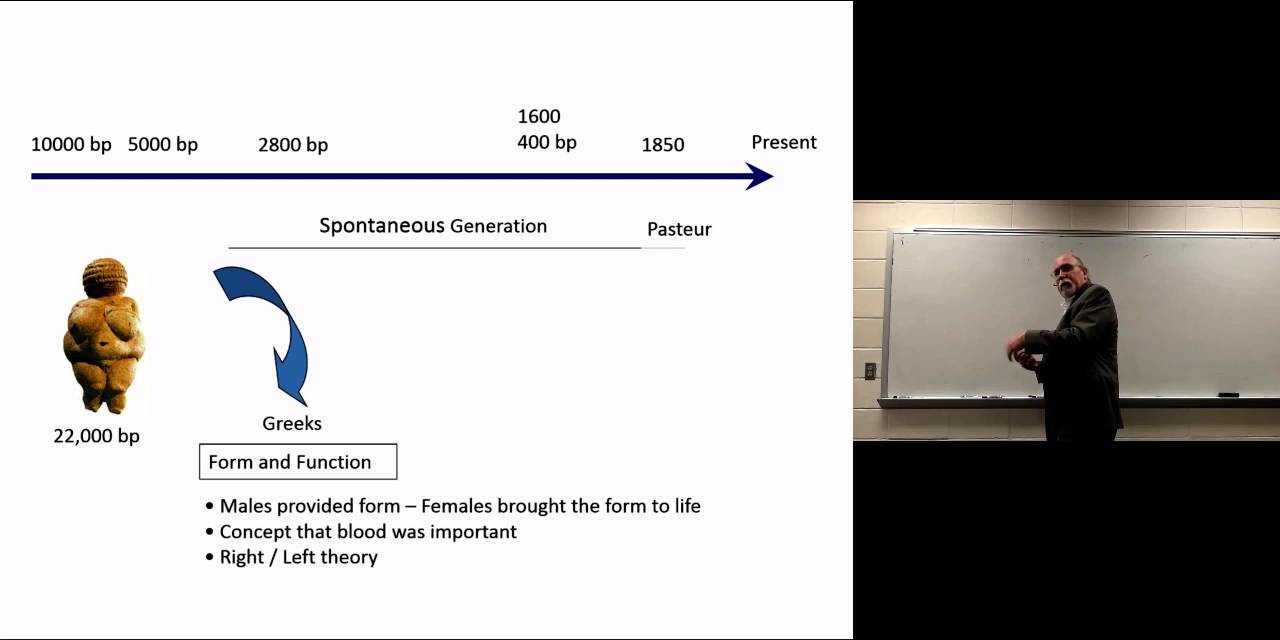 1600
10000 bp 5000 bp 2800 bp 400 bp 1850 Present
Spontaneous Generation Pasteur
22,000 bp
Greeks
Form and Function
• Males provided form – Females brought the form to life
• Concept that blood was important
• Right / Left theory